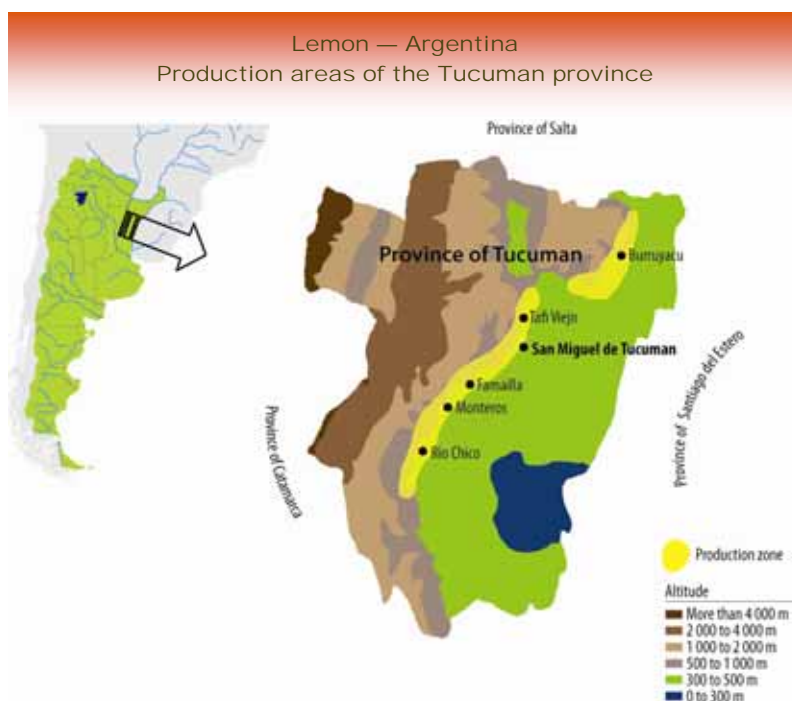 Lemon — Argentina
Production areas of the Tucuman province
Province of Salta
Province of Tucuman
Burruyacu
Tafi Viejo
San Miguel de Tucuman
Famailla
Monteros
Rio Chico
Province of Catamarca
Province of Santiago del Estero
Production zone
Altitude
More than 4 000 m
2 000 to 4 000 m
1 000 to 2 000 m
500 to 1 000 m
300 to 500 m
0 to 300 m